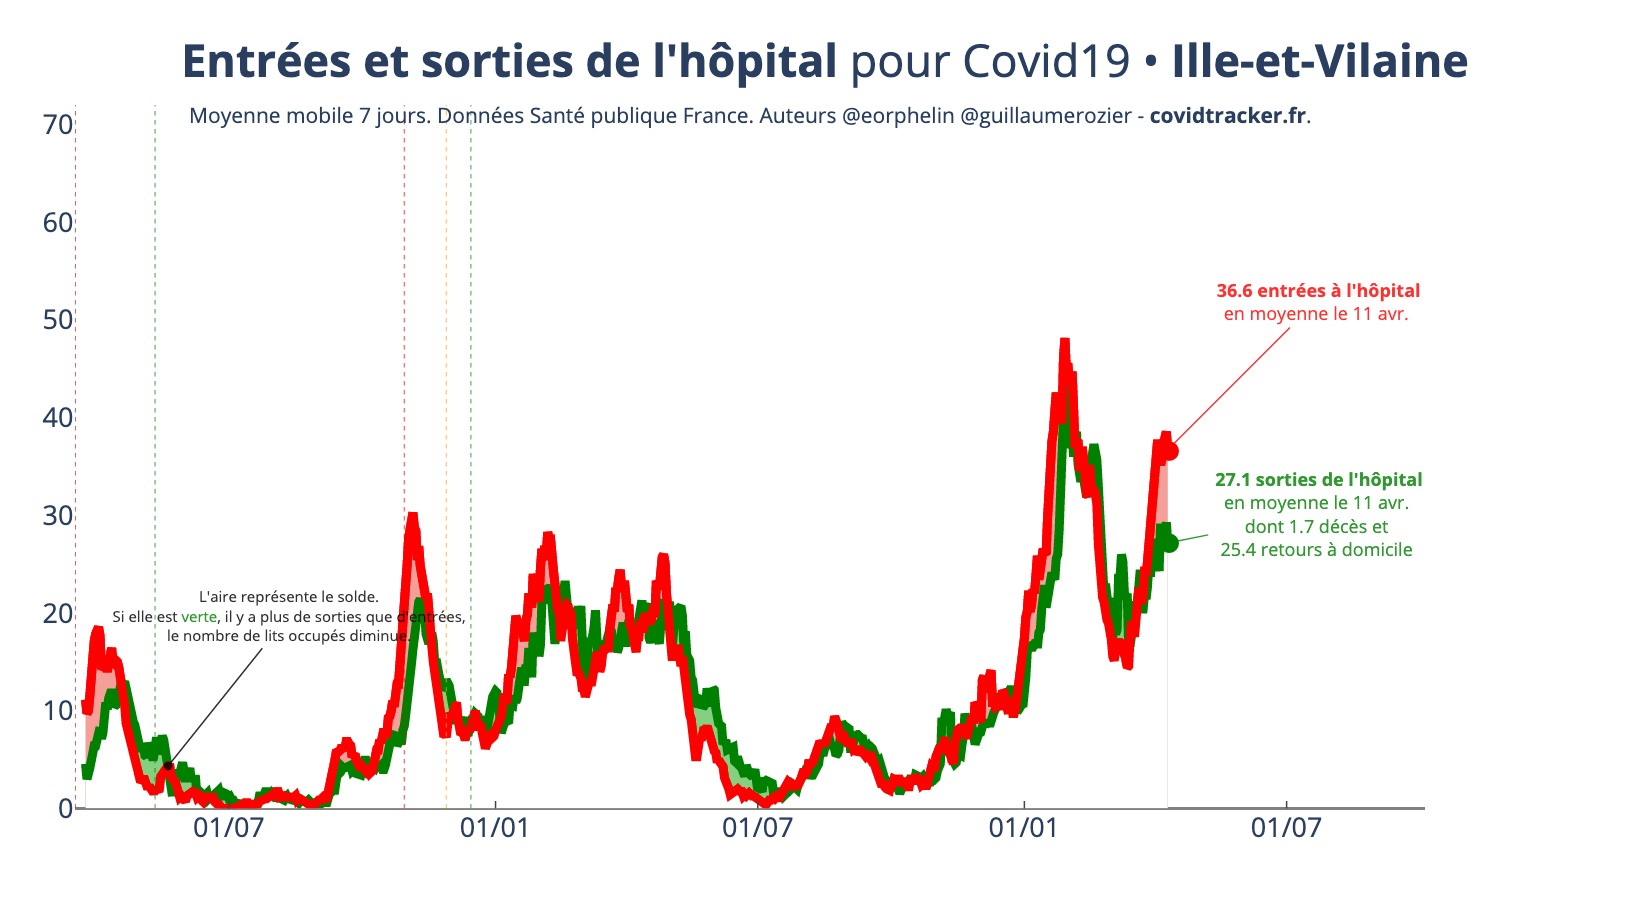 Entrées et sorties de l'hôpital pour Covid19 • Ille-et-Vilaine
Moyenne mobile 7 jours. Données Santé publique France. Auteurs @eorphelin @guillaumerozier - covidtracker.fr.
70
60
50
40
30
20
10
0
36.6 entrées à l'hôpital
en moyenne le 11 avr.
27.1 sorties de l'hôpital
en moyenne le 11 avr.
dont 1.7 décès et
25.4 retours à domicile
L'aire représente le solde.
Si elle est verte, il y a plus de sorties que d'entrées,
le nombre de lits occupés diminue.
01/07
01/01
01/07
01/01
01/07